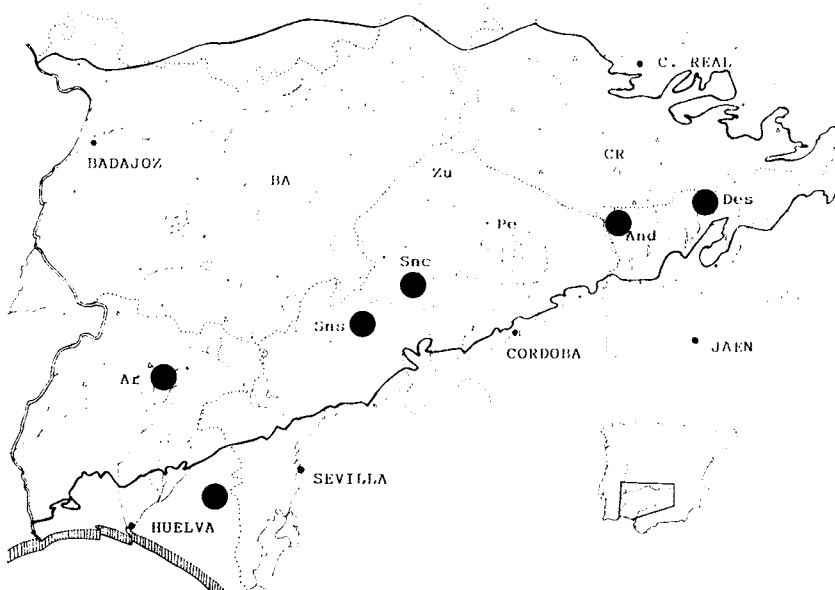 C. REAL
BADAJOZ
BA
Zu
CR
Des
Pe
And
Snc
Sns
CORDOBA
JAEN
Ar
SEVILLA
HUELVA